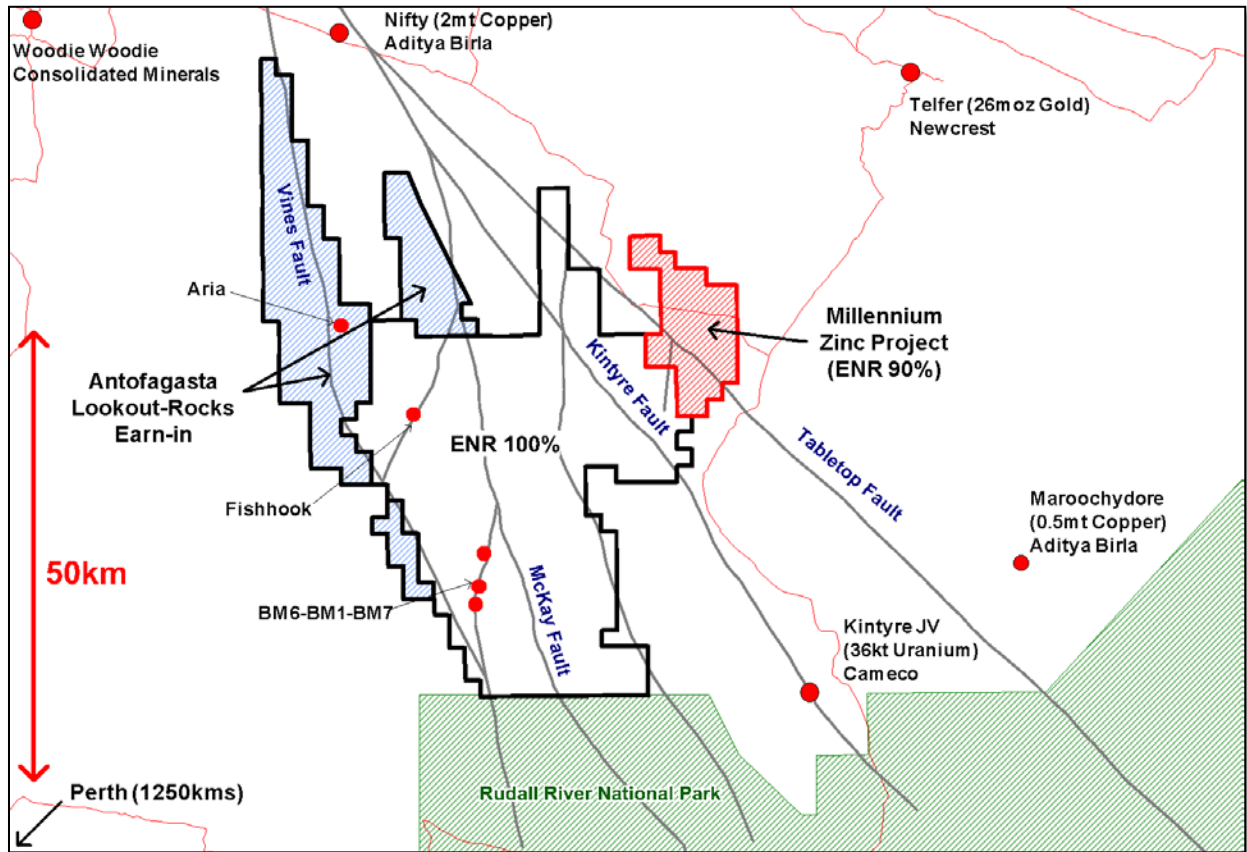 Woodie Woodie
Consolidated Minerals
Nifty (2mt Copper)
Aditya Birla
Telfer (26moz Gold)
Newcrest
Vines Fault
Aria
Millennium
Zinc Project
(ENR 90%)
Kintyre Fault
Antofagasta
Lookout-Rocks
Earn-in
ENR 100%
Tabletop Fault
Fishhook
Maroochydore
(0.5mt Copper)
Aditya Birla
50km
BM6-BM1-BM7
McKay Fault
Kintyre JV
(36kt Uranium)
Cameco
Perth (1250kms)
Rudall River National Park